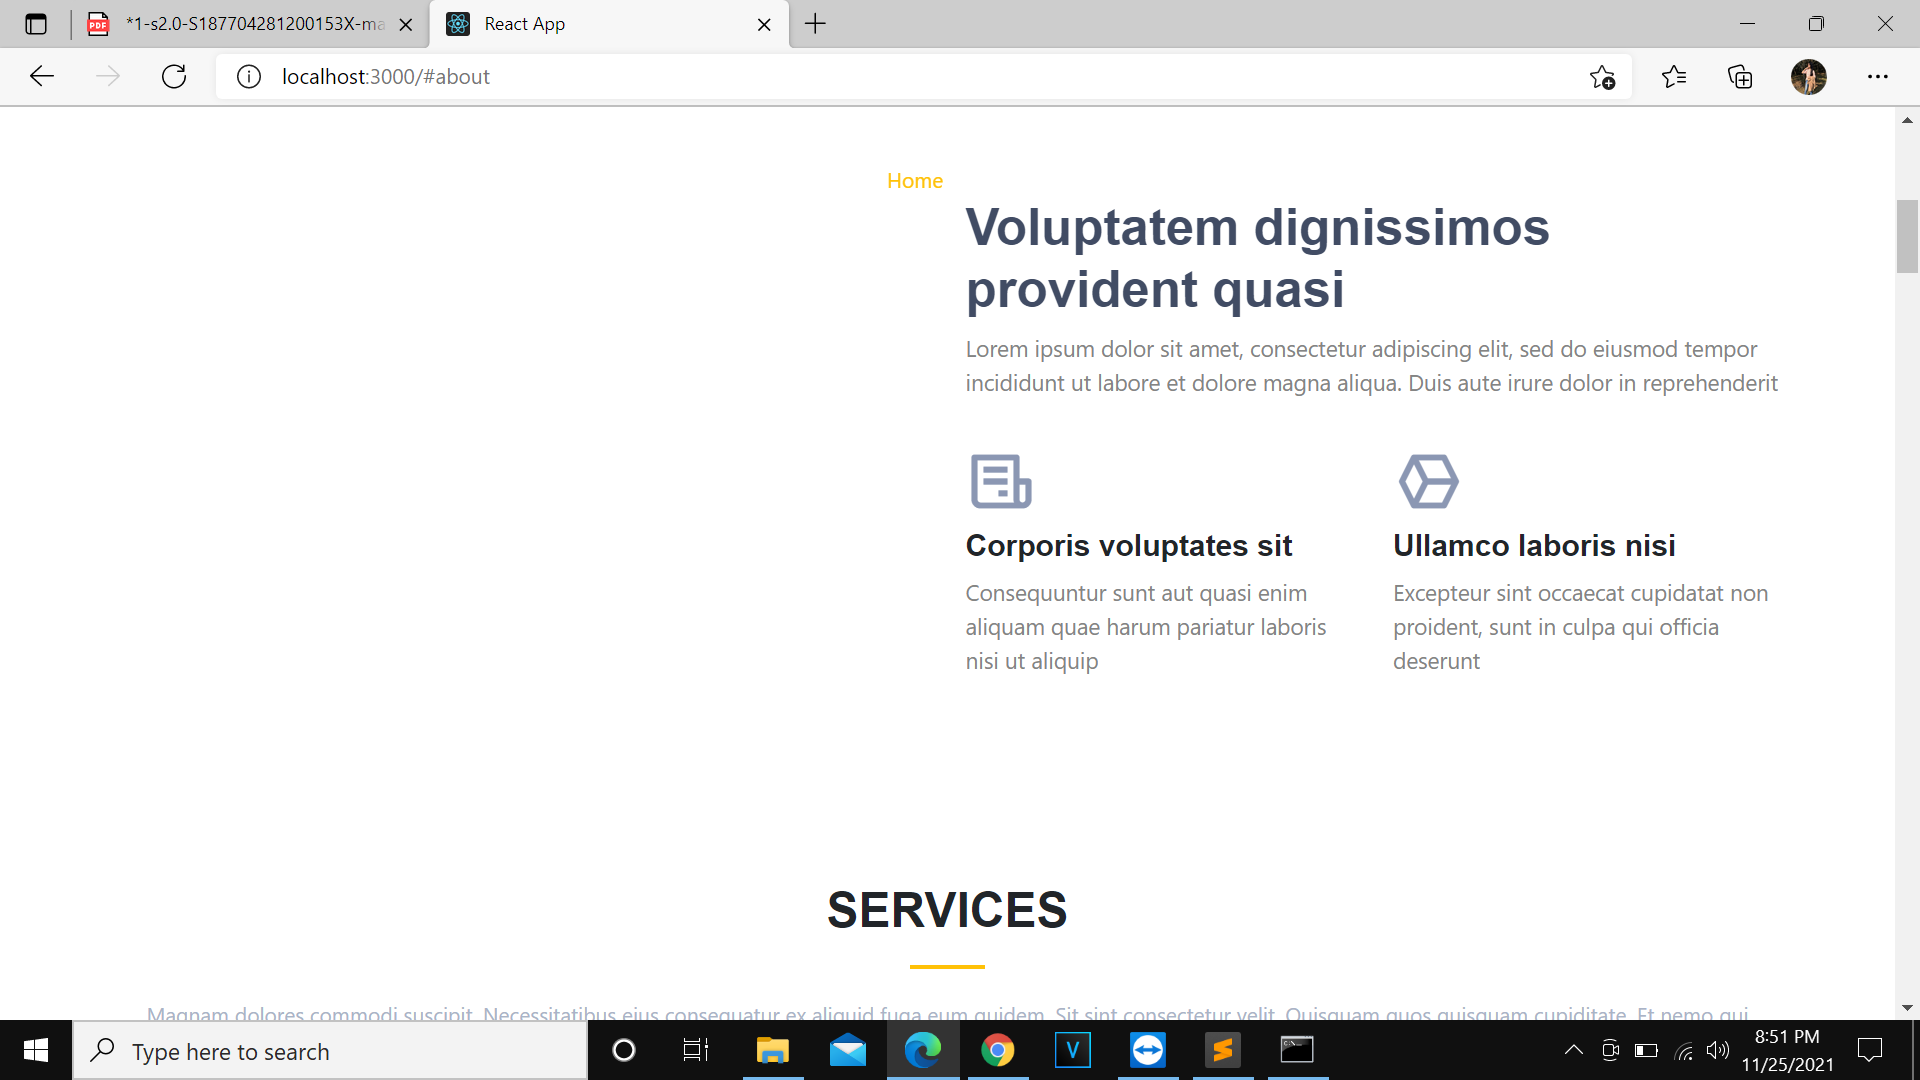 *1-s2.0-S187704281200153X-ma
React App
localhost:3000/#about
Home
Voluptatem dignissimos
provident quasi
Lorem ipsum dolor sit amet, consectetur adipiscing elit, sed do eiusmod tempor
incididunt ut labore et dolore magna aliqua. Duis aute irure dolor in reprehenderit
Corporis voluptates sit
Consequuntur sunt aut quasi enim
aliquam quae harum pariatur laboris
nisi ut aliquip
Ullamco laboris nisi
Excepteur sint occaecat cupidatat non
proident, sunt in culpa qui officia
deserunt
SERVICES
Magnam dolores commodi suscipit. Necessitatibus eius consequatur ex aliquid fuga eum quidem. Sit sint consectetur velit. Quisquam quos quisquam cupiditate. Et nemo qui
Type here to search
8:51 PM
11/25/2021